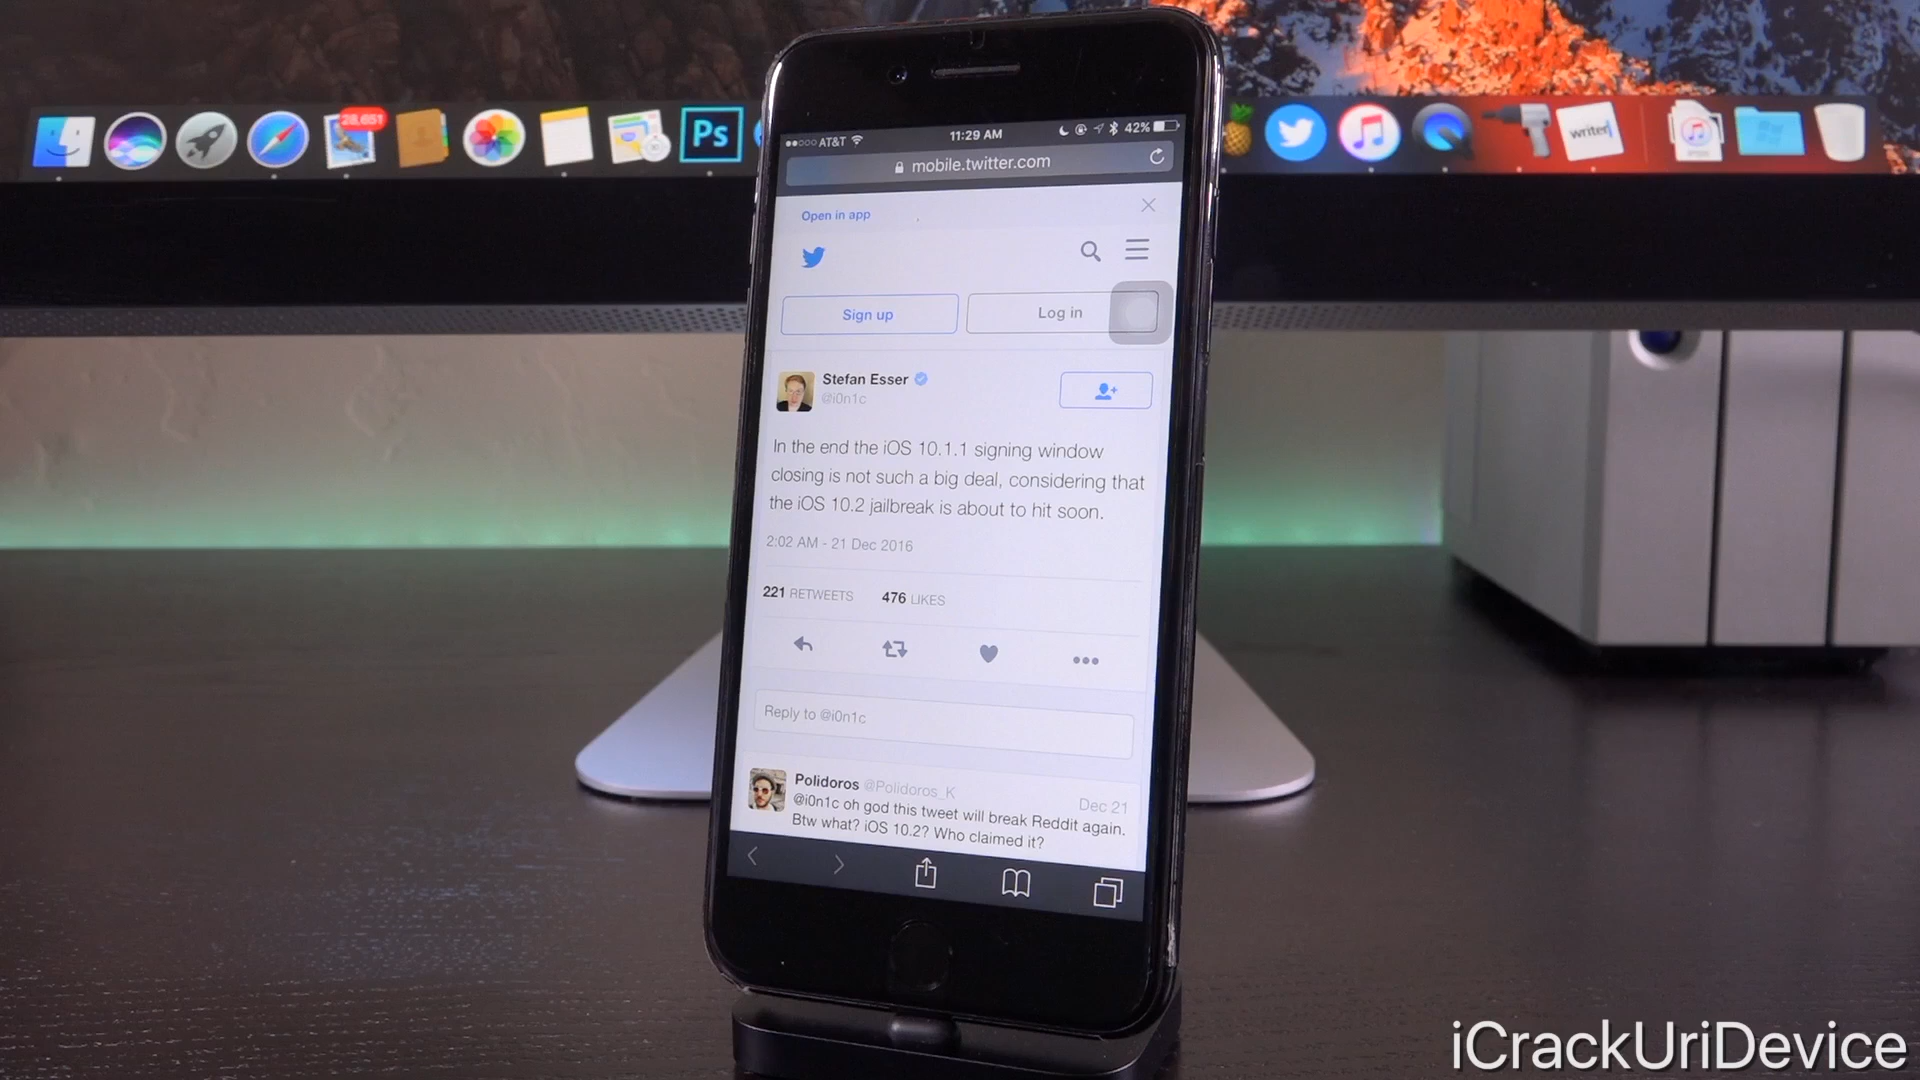 28,651
Ps
writer
AT&T
11:29 AM
42%
mobile.twitter.com
Open in app
Sign up
Log in
Stefan Esser
@i0n1c
In the end the iOS 10.1.1 signing window
closing is not such a big deal, considering that
the iOS 10.2 jailbreak is about to hit soon.
2:02 AM - 21 Dec 2016
221 RETWEETS 476 LIKES
Reply to @i0n1c
Polidoros @Polidoros_K Dec 21
@i0n1c oh god this tweet will break Reddit again.
Btw what? iOS 10.2? Who claimed it?
iCrackUriDevice